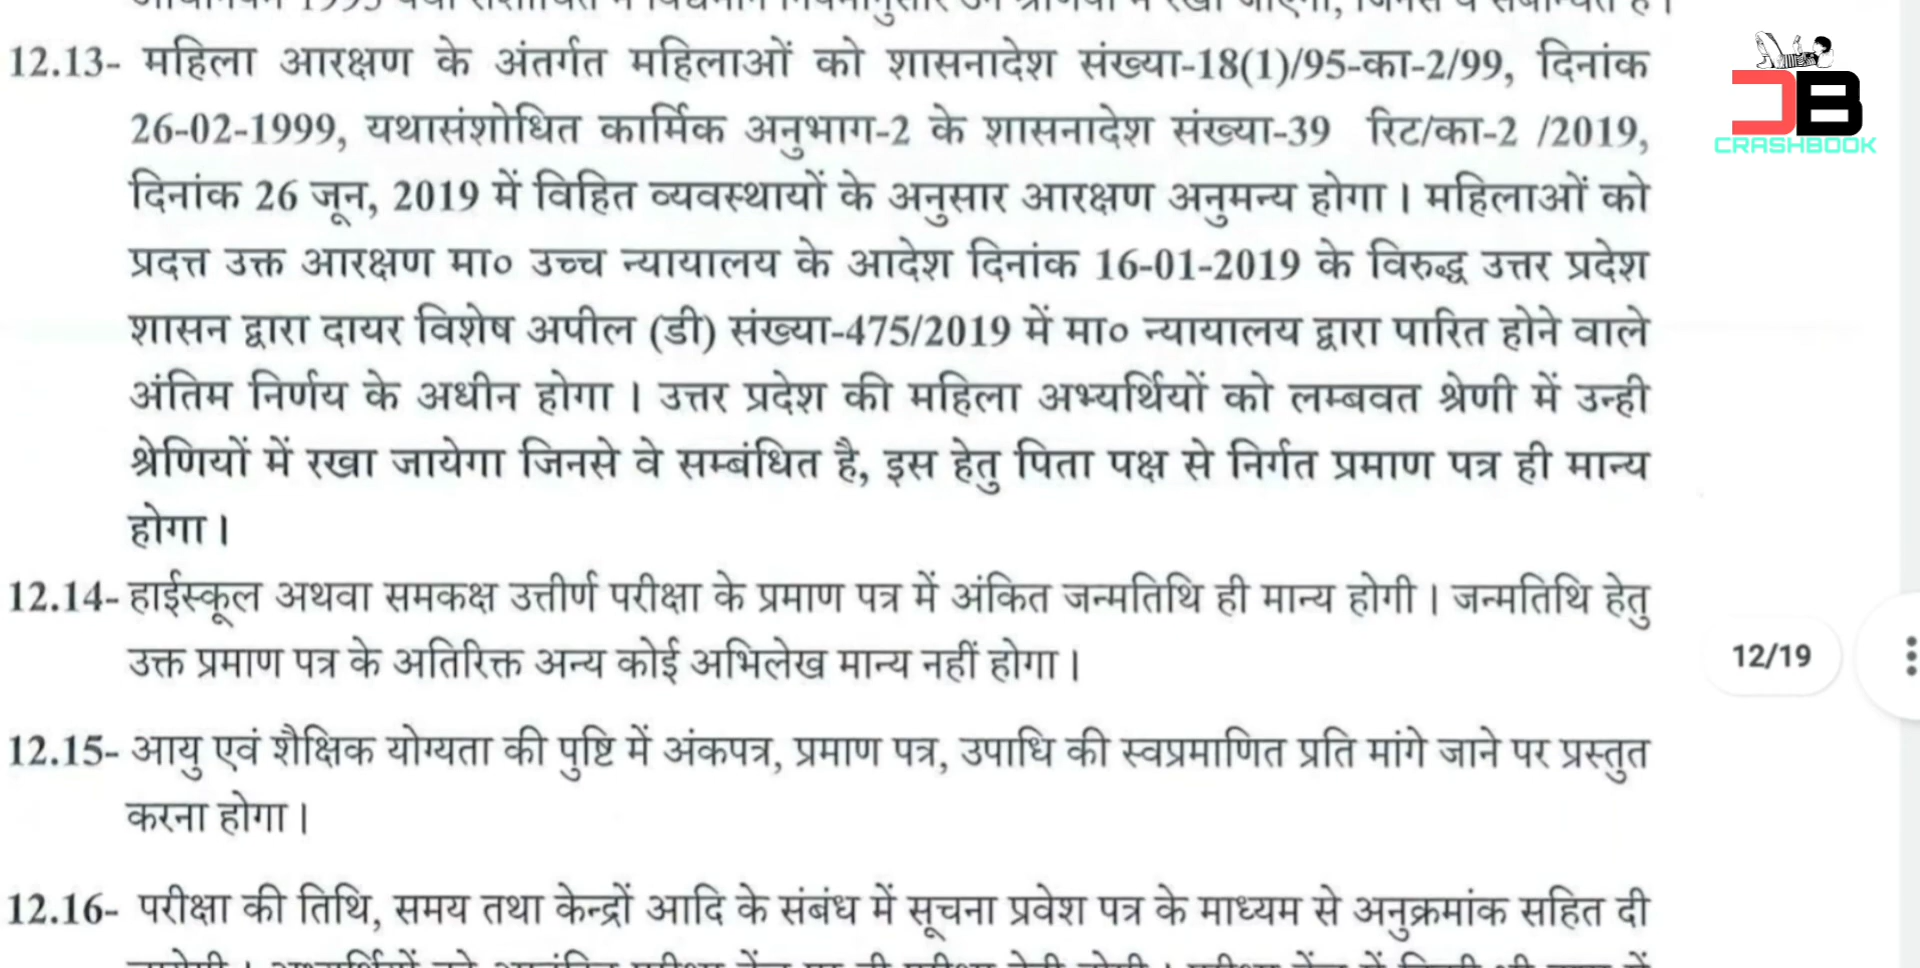 12.13- महिला आरक्षण के अंतर्गत महिलाओं को शासनादेश संख्या-18(1)/95-का-2/99, दिनांक
26-02-1999, यथासंशोधित कार्मिक अनुभाग-2 के शासनादेश संख्या-39 रिट/का-2 /2019,
दिनांक 26 जून, 2019 में विहित व्यवस्थायों के अनुसार आरक्षण अनुमन्य होगा। महिलाओं को
प्रदत्त उक्त आरक्षण मा० उच्च न्यायालय के आदेश दिनांक 16-01-2019 के विरुद्ध उत्तर प्रदेश
शासन द्वारा दायर विशेष अपील (डी) संख्या-475/2019 में मा० न्यायालय द्वारा पारित होने वाले
अंतिम निर्णय के अधीन होगा। उत्तर प्रदेश की महिला अभ्यर्थियों को लम्बवत श्रेणी में उन्ही
श्रेणियों में रखा जायेगा जिनसे वे सम्बंधित है, इस हेतु पिता पक्ष से निर्गत प्रमाण पत्र ही मान्य
होगा।
12.14- हाईस्कूल अथवा समकक्ष उत्तीर्ण परीक्षा के प्रमाण पत्र में अंकित जन्मतिथि ही मान्य होगी। जन्मतिथि हेतु
उक्त प्रमाण पत्र के अतिरिक्त अन्य कोई अभिलेख मान्य नहीं होगा।
12.15- आयु एवं शैक्षिक योग्यता की पुष्टि में अंकपत्र, प्रमाण पत्र, उपाधि की स्वप्रमाणित प्रति मांगे जाने पर प्रस्तुत
करना होगा।
12.16- परीक्षा की तिथि, समय तथा केन्द्रों आदि के संबंध में सूचना प्रवेश पत्र के माध्यम से अनुक्रमांक सहित दी
CRASHBOOK
12/19